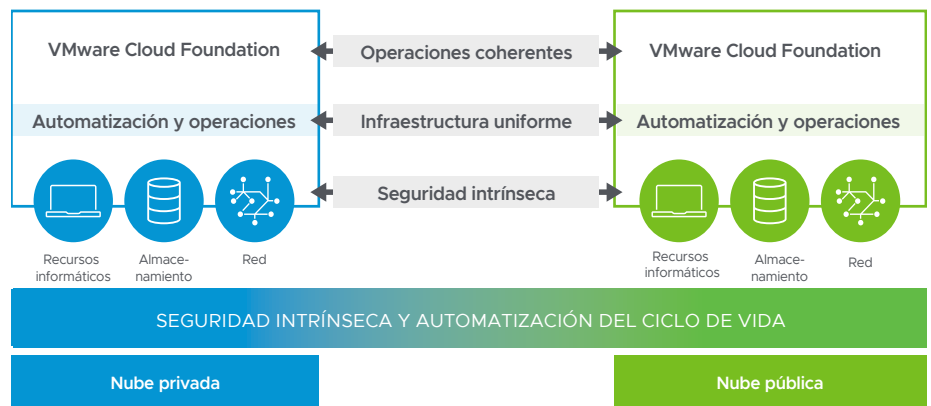 VMware Cloud Foundation
Operaciones coherentes
VMware Cloud Foundation
Automatización y operaciones
Infraestructura uniforme
Automatización y operaciones
Seguridad intrínseca
Recursos
informáticos
Almace-
namiento
Red
Recursos
informáticos
Almace-
namiento
Red
SEGURIDAD INTRÍNSECA Y AUTOMATIZACIÓN DEL CICLO DE VIDA
Nube privada
Nube pública